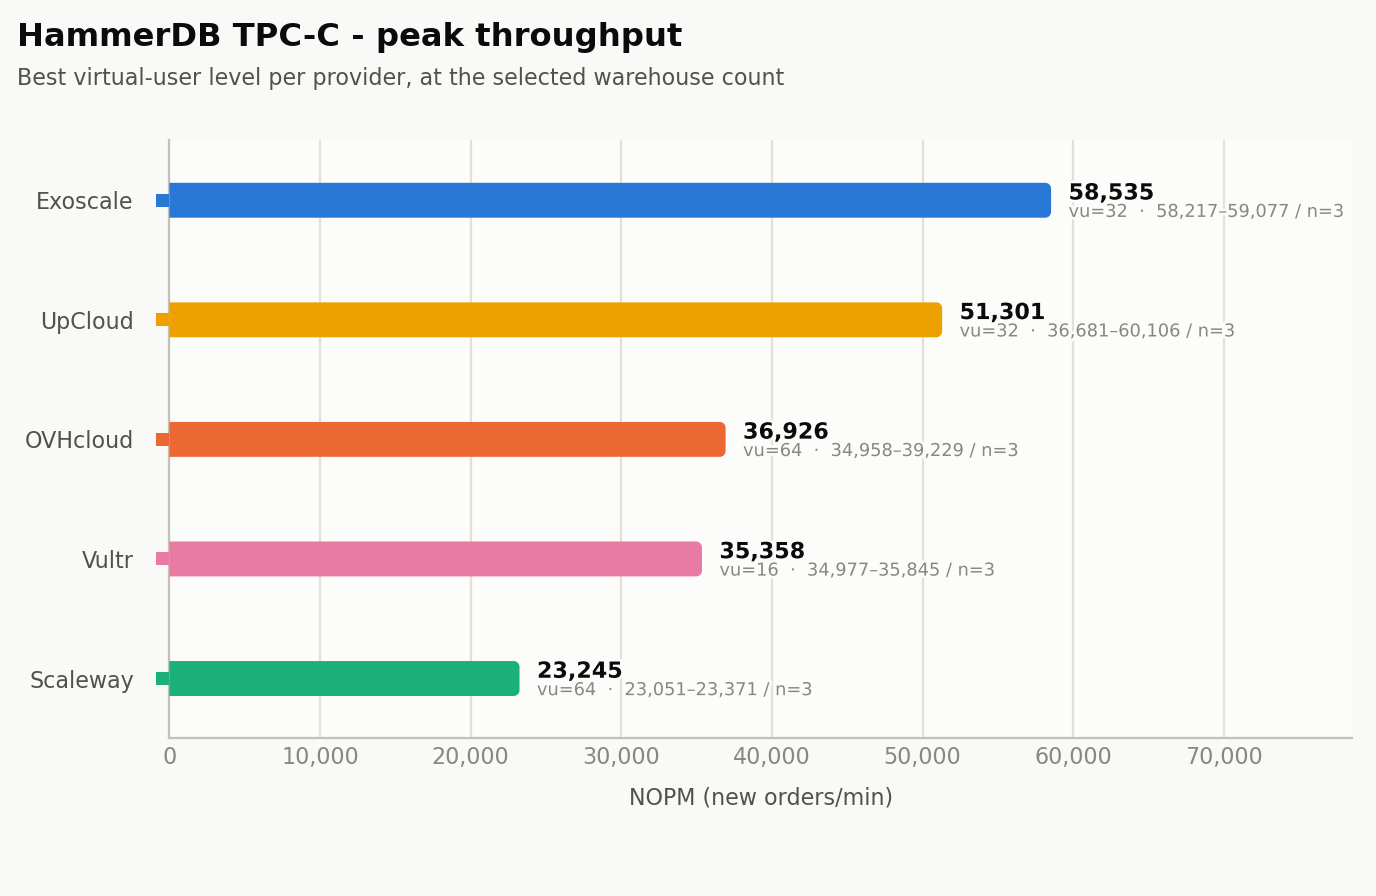 HammerDB TPC-C - peak throughput
Best virtual-user level per provider, at the selected warehouse count
Exoscale
58,535
vu=32 · 58,217–59,077 / n=3
UpCloud
51,301
vu=32 · 36,681–60,106 / n=3
OVHcloud
36,926
vu=64 · 34,958–39,229 / n=3
Vultr
35,358
vu=16 · 34,977–35,845 / n=3
Scaleway
23,245
vu=64 · 23,051–23,371 / n=3
0 10,000 20,000 30,000 40,000 50,000 60,000 70,000
NOPM (new orders/min)